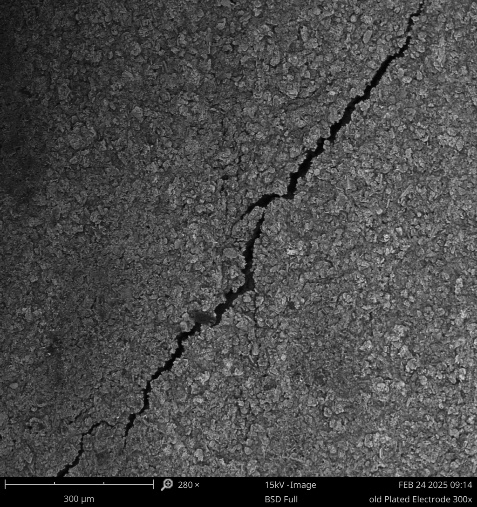 280 × 15kV -Image FEB 24 2025 09:14
300 µm BSD Full old Plated Electrode 300x